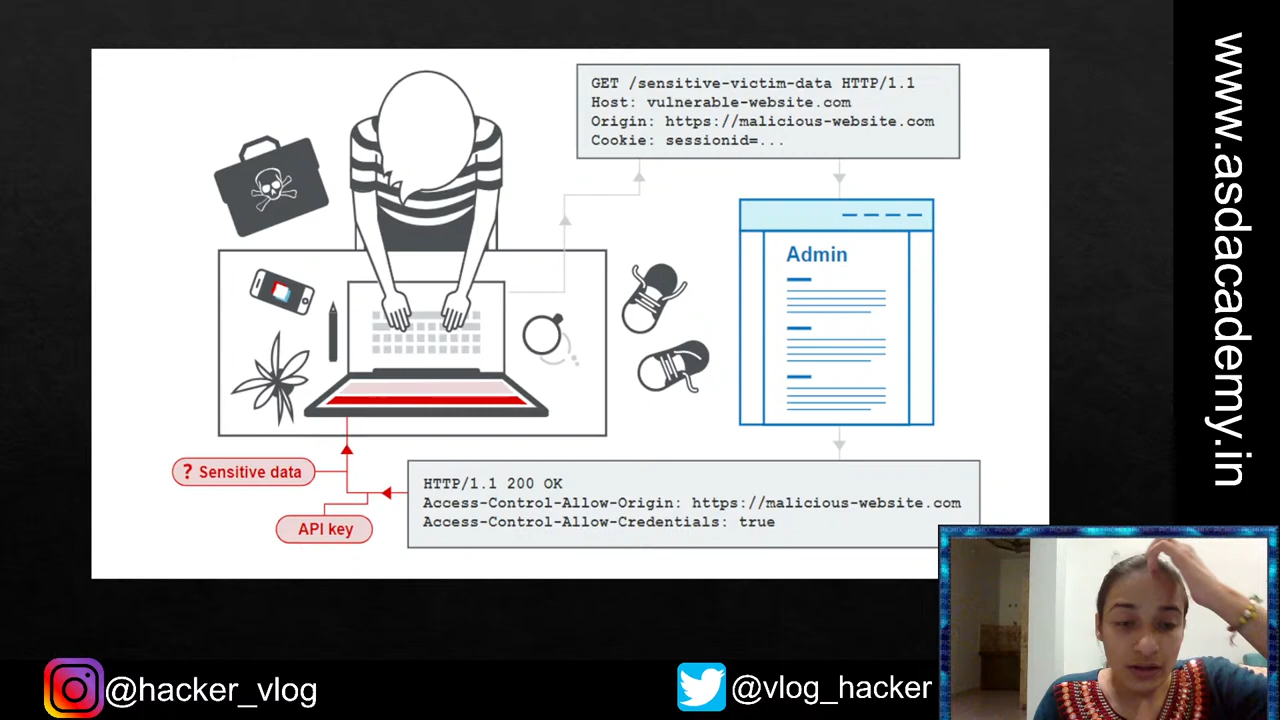 GET /sensitive-victim-data HTTP/1.1
Host: vulnerable-website.com
Origin: https://malicious-website.com
Cookie: sessionid=...
Admin
? Sensitive data
API key
HTTP/1.1 200 OK
Access-Control-Allow-Origin: https://malicious-website.com
Access-Control-Allow-Credentials: true
www.asdacademy.in
@hacker_vlog
@vlog_hacker